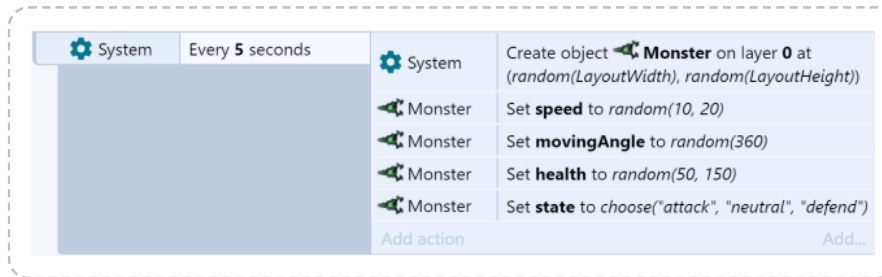 System Every 5 seconds
System Create object Monster on layer 0 at
(random(LayoutWidth), random(LayoutHeight))
Monster Set speed to random(10, 20)
Monster Set movingAngle to random(360)
Monster Set health to random(50, 150)
Monster Set state to choose("attack", "neutral", "defend")
Add action Add...